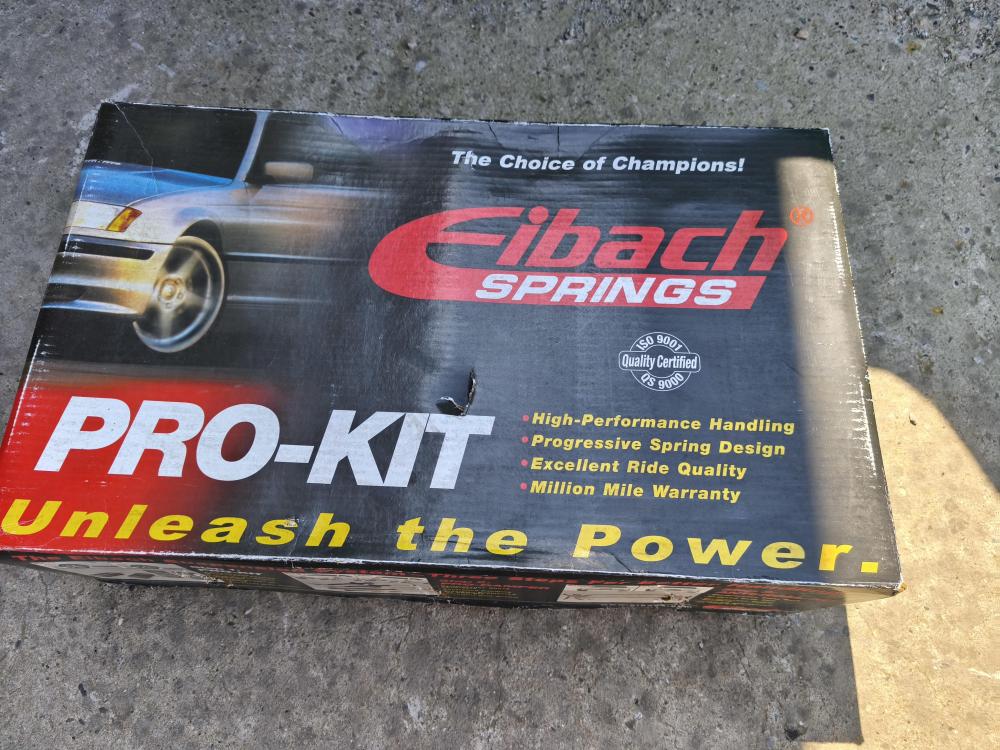 The Choice of Champions!
Eibach®
SPRINGS
ISO 9001
Quality Certified
QS 9000
PRO-KIT
•High-Performance Handling
•Progressive Spring Design
•Excellent Ride Quality
•Million Mile Warranty
Unleash the Power.